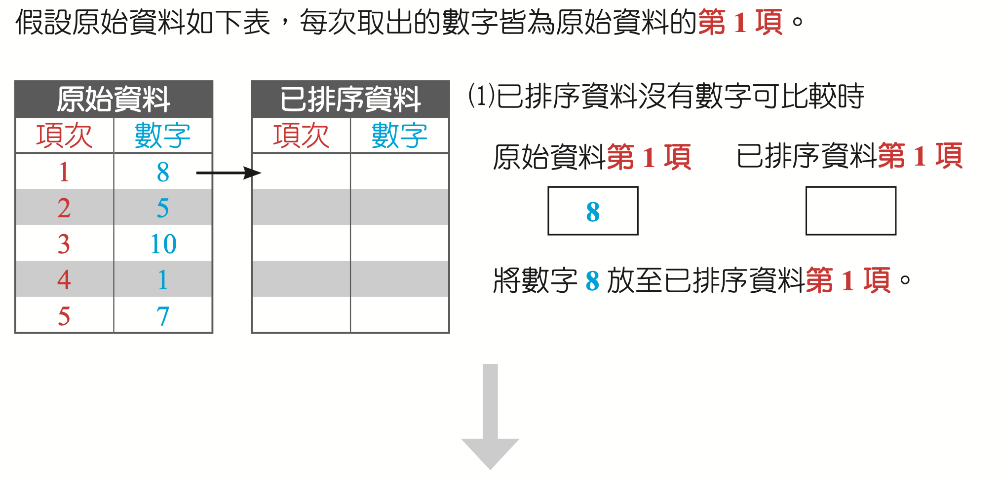 假設原始資料如下表，每次取出的數字皆為原始資料的第 1 項。
原始資料
項次 數字
1 8
2 5
3 10
4 1
5 7
已排序資料
項次 數字
(1)已排序資料沒有數字可比較時
原始資料第 1 項 已排序資料第 1 項
8
將數字 8 放至已排序資料第 1 項。